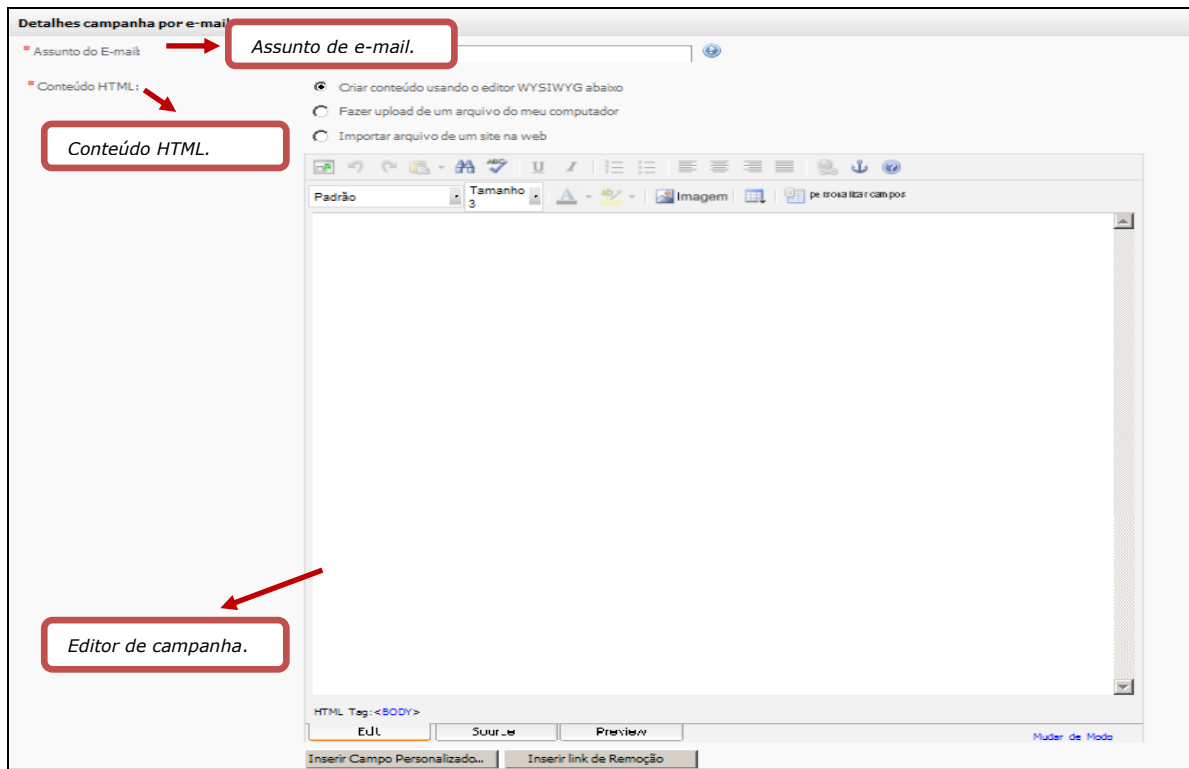 Detalhes campanha por e-mail
* Assunto do E-mail:
Assunto de e-mail.
* Conteúdo HTML:
Criar conteúdo usando o editor WYSIWYG abaixo
Fazer upload de um arquivo do meu computador
Importar arquivo de um site na web
Conteúdo HTML.
ABC U I
Padrão Tamanho 3 A ab Imagem personalizar campos
Editor de campanha.
HTML Tag:<BODY>
Edit Source Preview Mudar de Modo
Inserir Campo Personalizado... Inserir link de Remoção